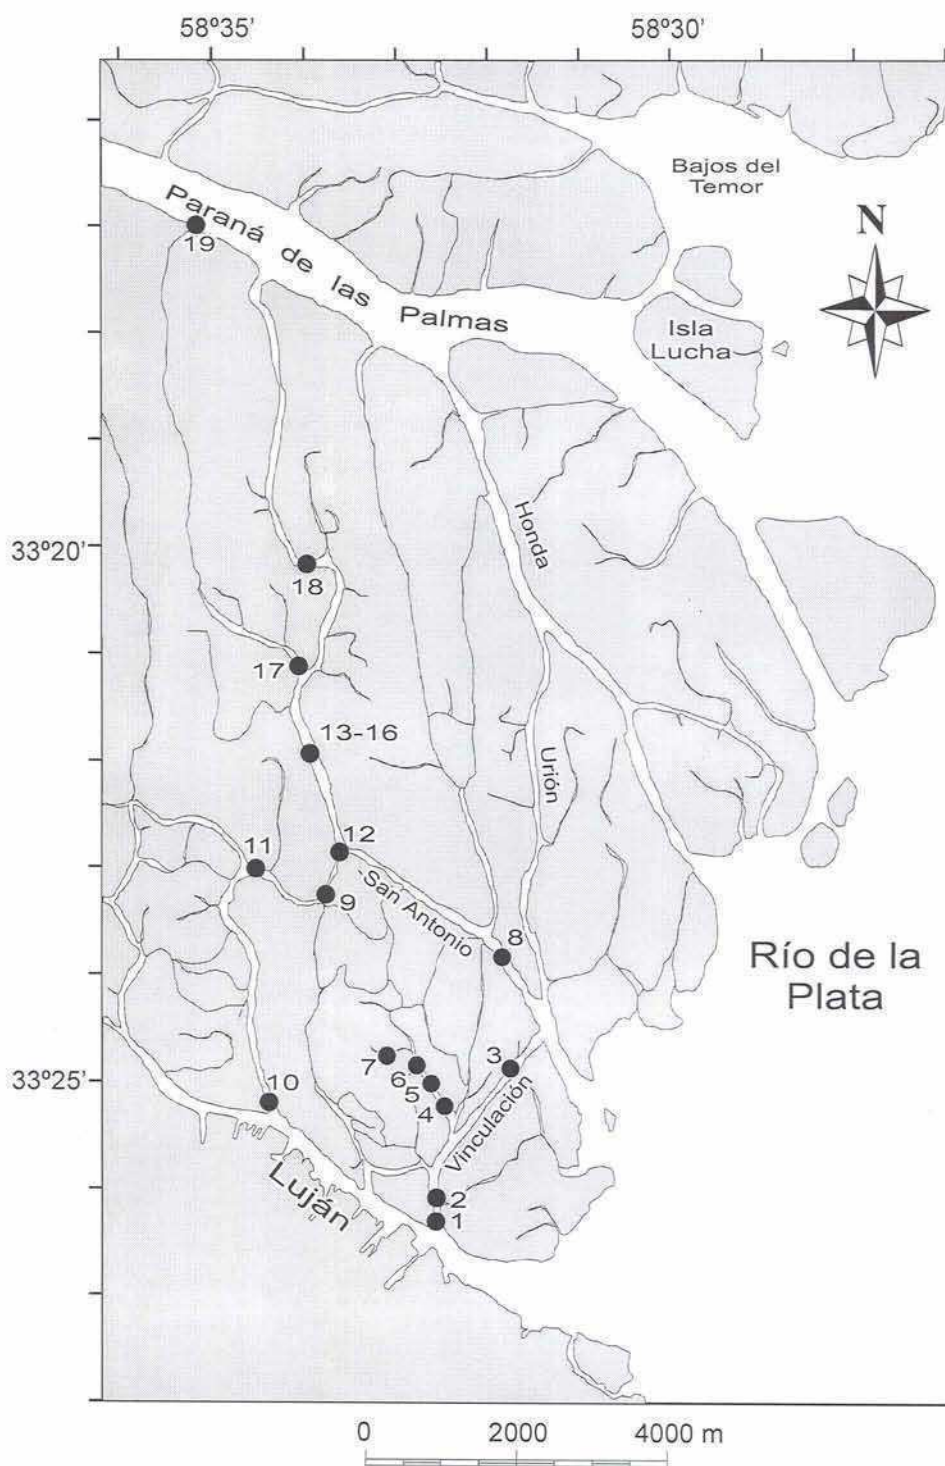 58º35'
58º30'
Bajos del
Temor
N
Paraná de las Palmas
19
Isla
Lucha
33º20'
Honda
18
17
13-16
Urión
12
11
San Antonio
9
8
Río de la
Plata
33º25'
7
6
5
4
3
10
Vinculación
Luján
2
1
0 2000 4000 m